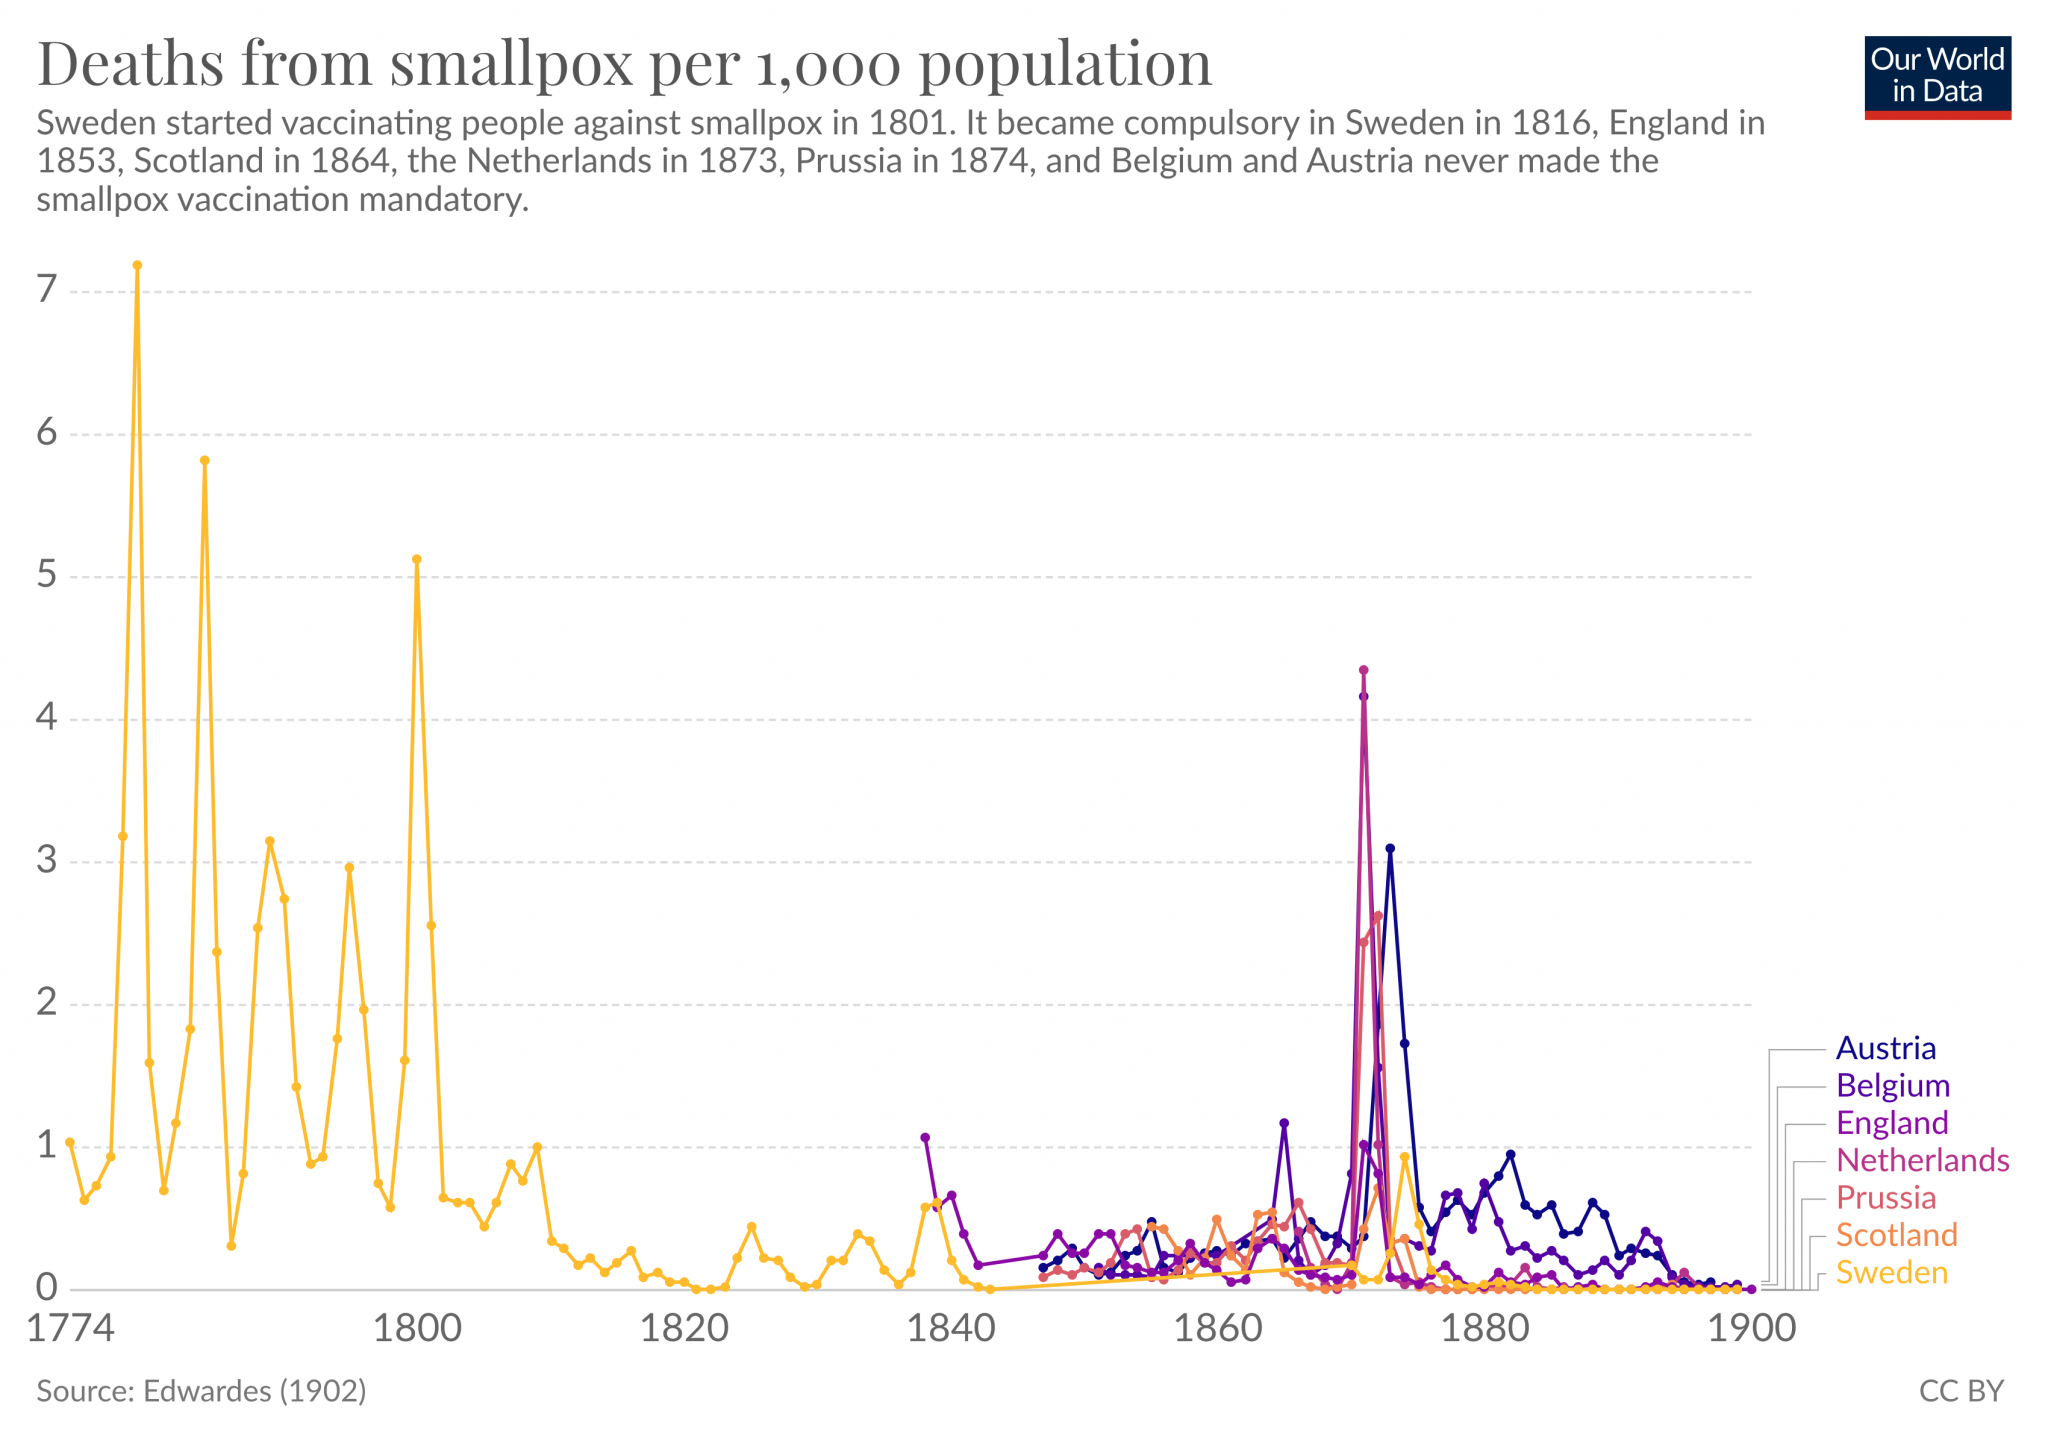 Deaths from smallpox per 1,000 population
Our World
in Data
Sweden started vaccinating people against smallpox in 1801. It became compulsory in Sweden in 1816, England in
1853, Scotland in 1864, the Netherlands in 1873, Prussia in 1874, and Belgium and Austria never made the
smallpox vaccination mandatory.
7
6
5
4
3
2
1
0
Austria
Belgium
England
Netherlands
Prussia
Scotland
Sweden
1774 1800 1820 1840 1860 1880 1900
Source: Edwardes (1902)
CC BY